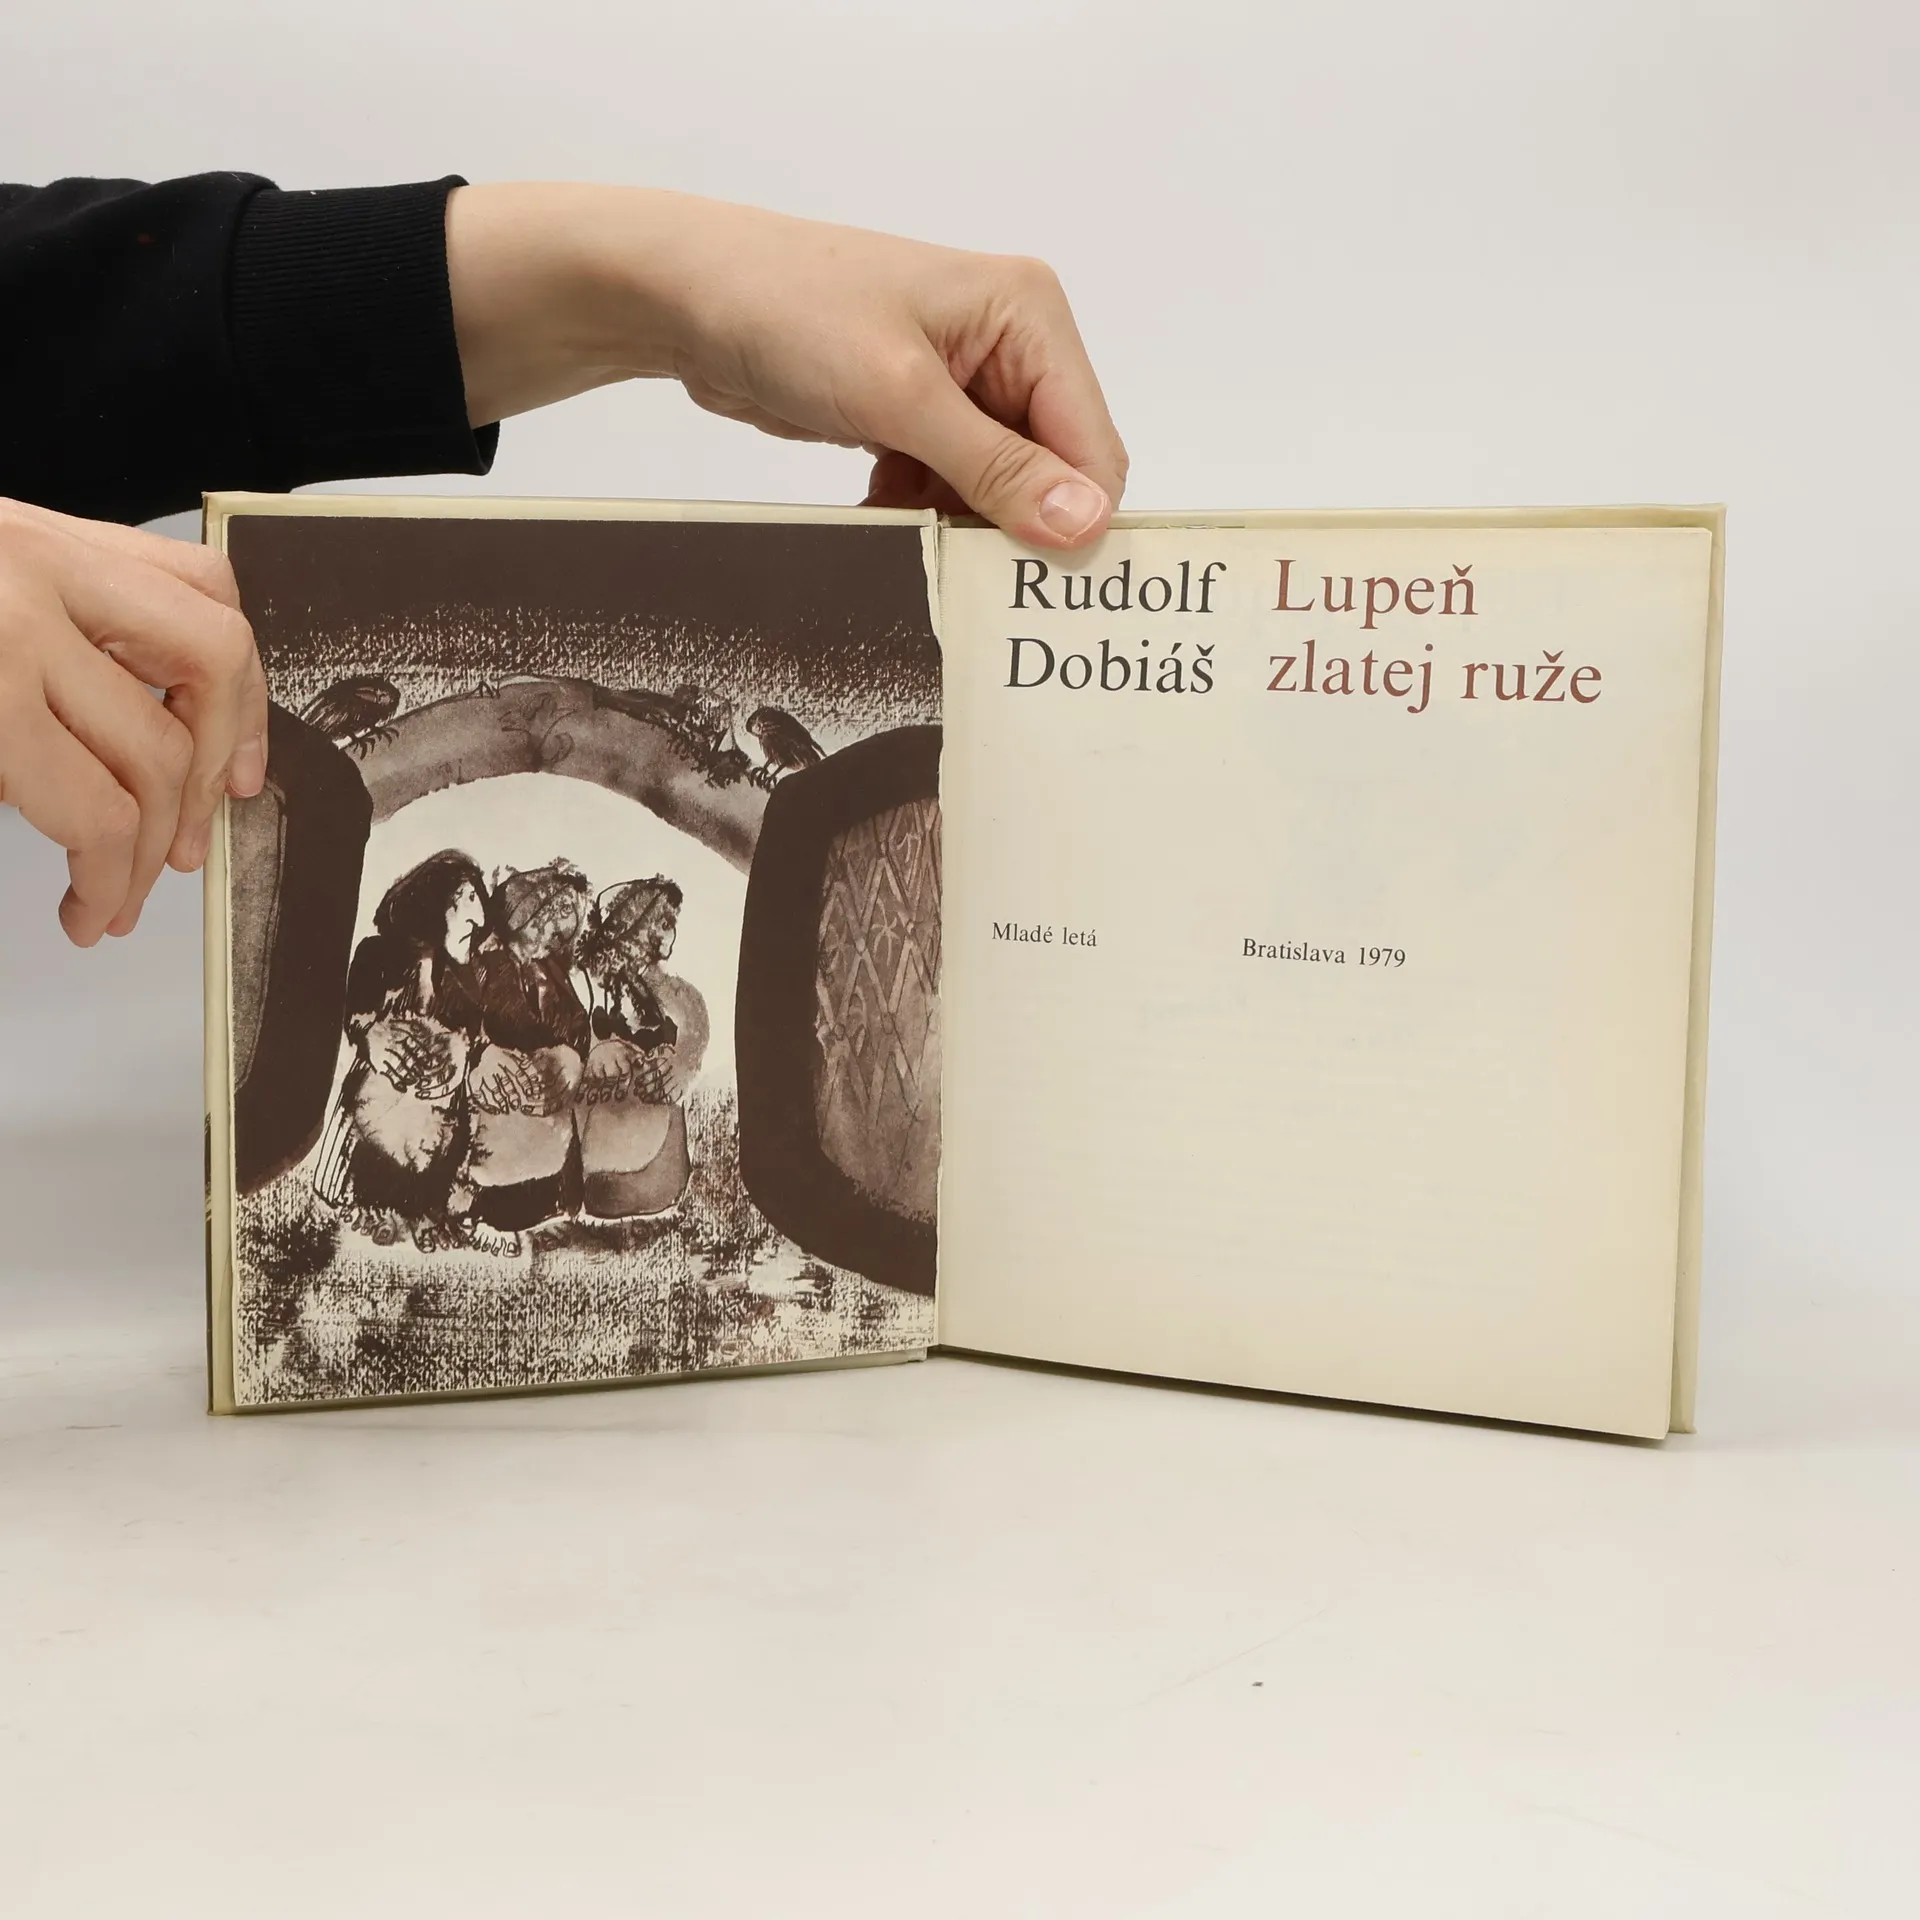 Rudolf
Dobiáš
Lupeň
zlatej ruže
Mladé letá
Bratislava 1979